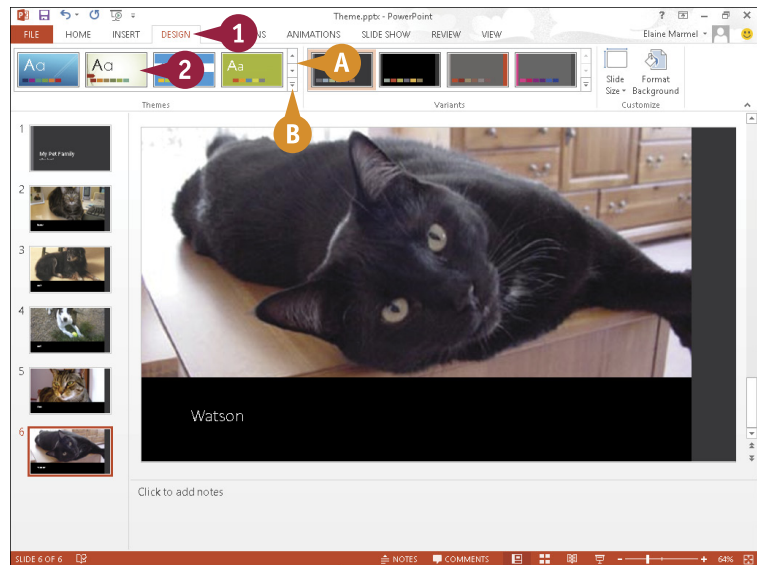 Theme.pptx - PowerPoint
FILE HOME INSERT DESIGN 1 NS ANIMATIONS SLIDE SHOW REVIEW VIEW Elaine Marmel
Aa Aa 2 Aa A
B
Slide Size
Format Background
Themes Variants Customize
1
My Pet Family
2
3
4
5
6
Watson
Click to add notes
SLIDE 6 OF 6 NOTES COMMENTS 64%